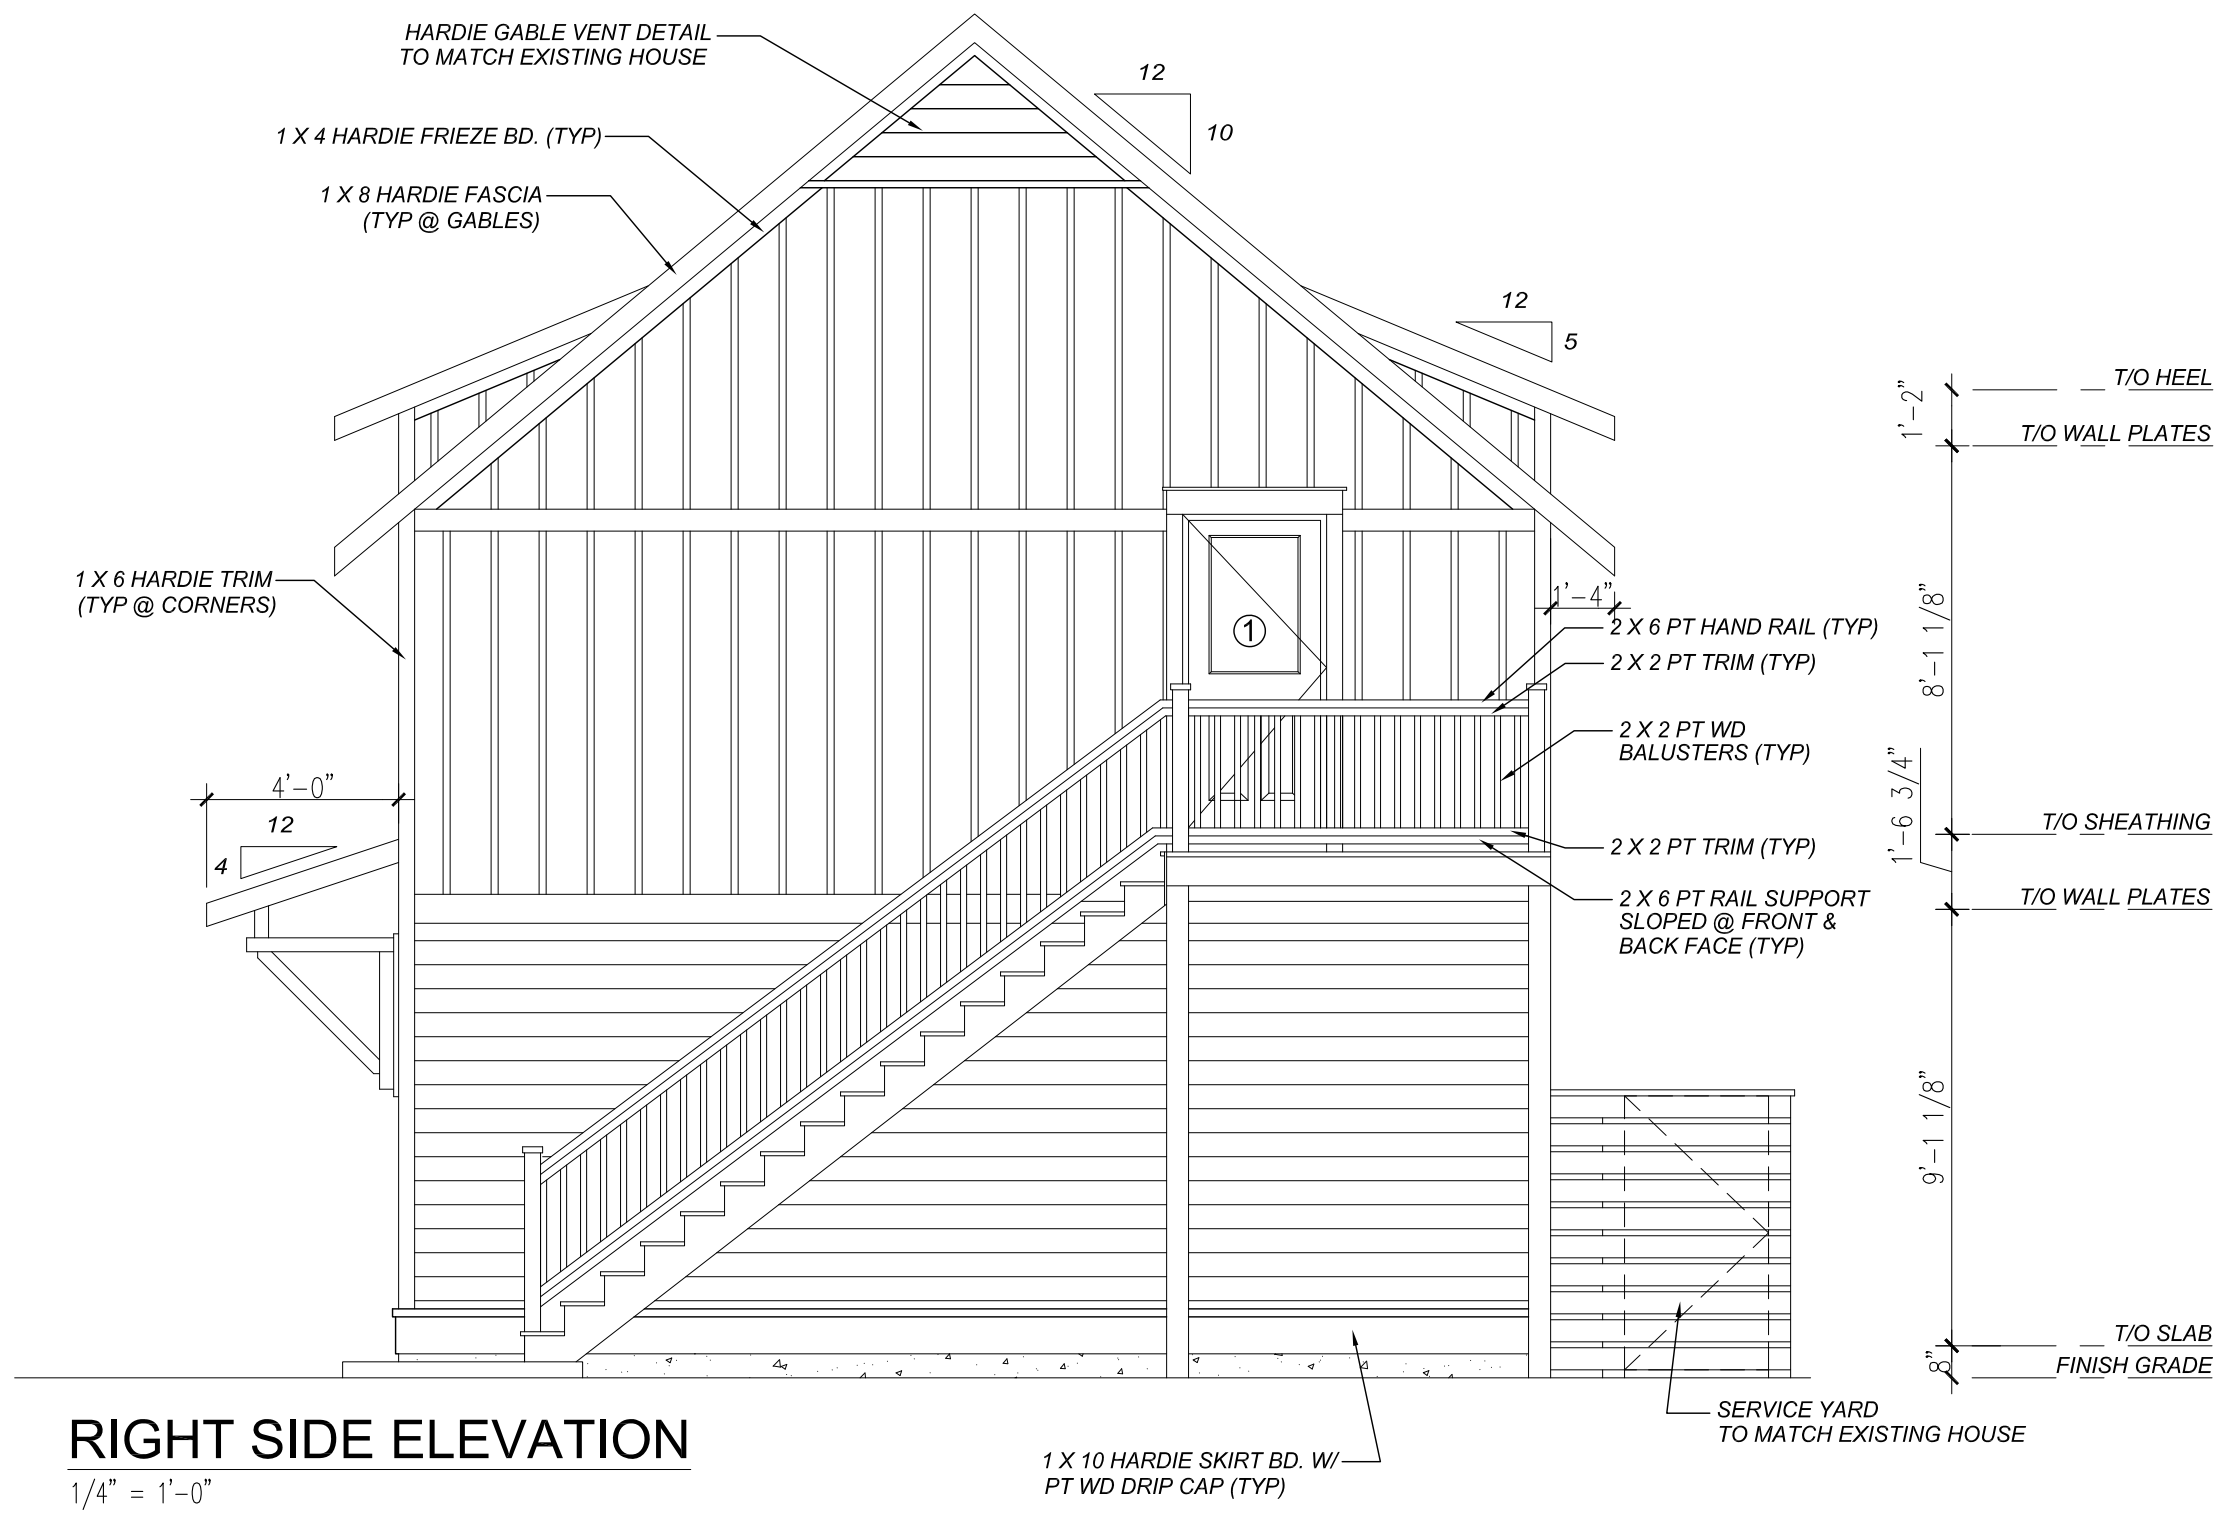 HARDIE GABLE VENT DETAIL
TO MATCH EXISTING HOUSE
12
10
1 X 4 HARDIE FRIEZE BD. (TYP)
1 X 8 HARDIE FASCIA
(TYP @ GABLES)
12
5
T/O HEEL
1'-2"
T/O WALL PLATES
1 X 6 HARDIE TRIM
(TYP @ CORNERS)
1'-4"
8'-1 1/8"
1
2 X 6 PT HAND RAIL (TYP)
2 X 2 PT TRIM (TYP)
2 X 2 PT WD
BALUSTERS (TYP)
4'-0"
12
4
1'-6 3/4"
T/O SHEATHING
2 X 2 PT TRIM (TYP)
T/O WALL PLATES
2 X 6 PT RAIL SUPPORT
SLOPED @ FRONT &
BACK FACE (TYP)
9'-1 1/8"
T/O SLAB
8"
FINISH GRADE
SERVICE YARD
TO MATCH EXISTING HOUSE
1 X 10 HARDIE SKIRT BD. W/
PT WD DRIP CAP (TYP)
RIGHT SIDE ELEVATION
1/4" = 1'-0"